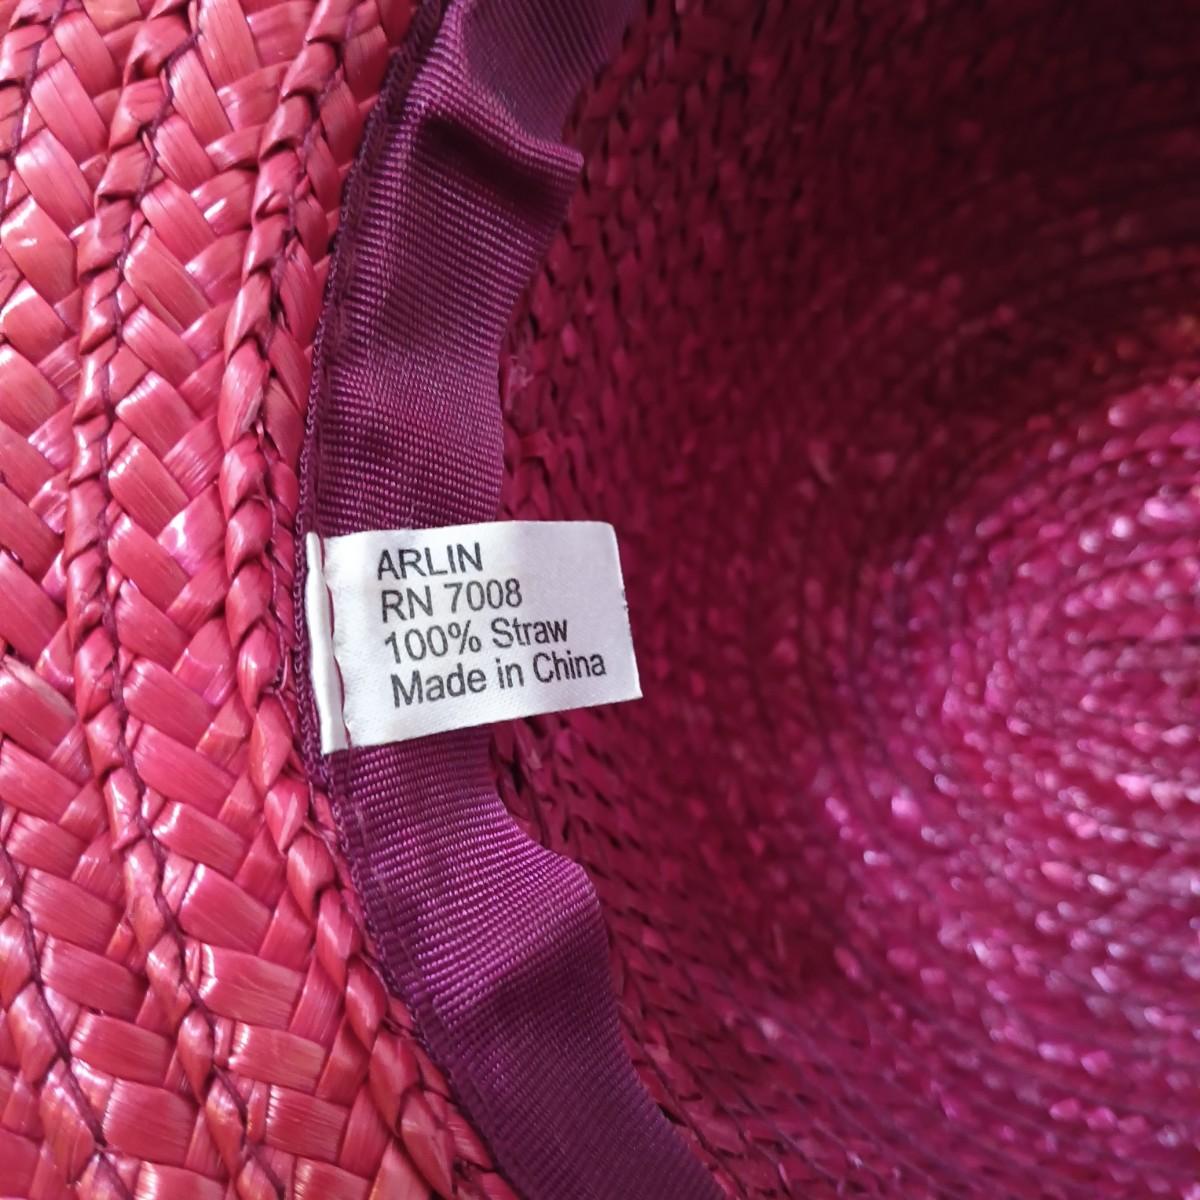 ARLIN
RN 7008
100% Straw
Made in China